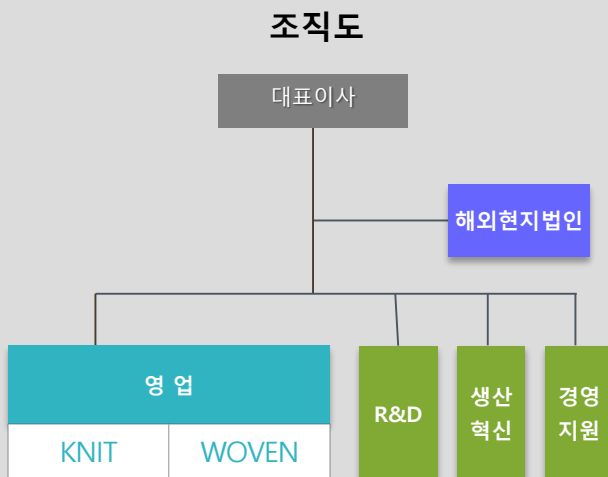 조직도
대표이사
해외현지법인
영 업
KNIT WOVEN
R&D
생산
혁신
경영
지원